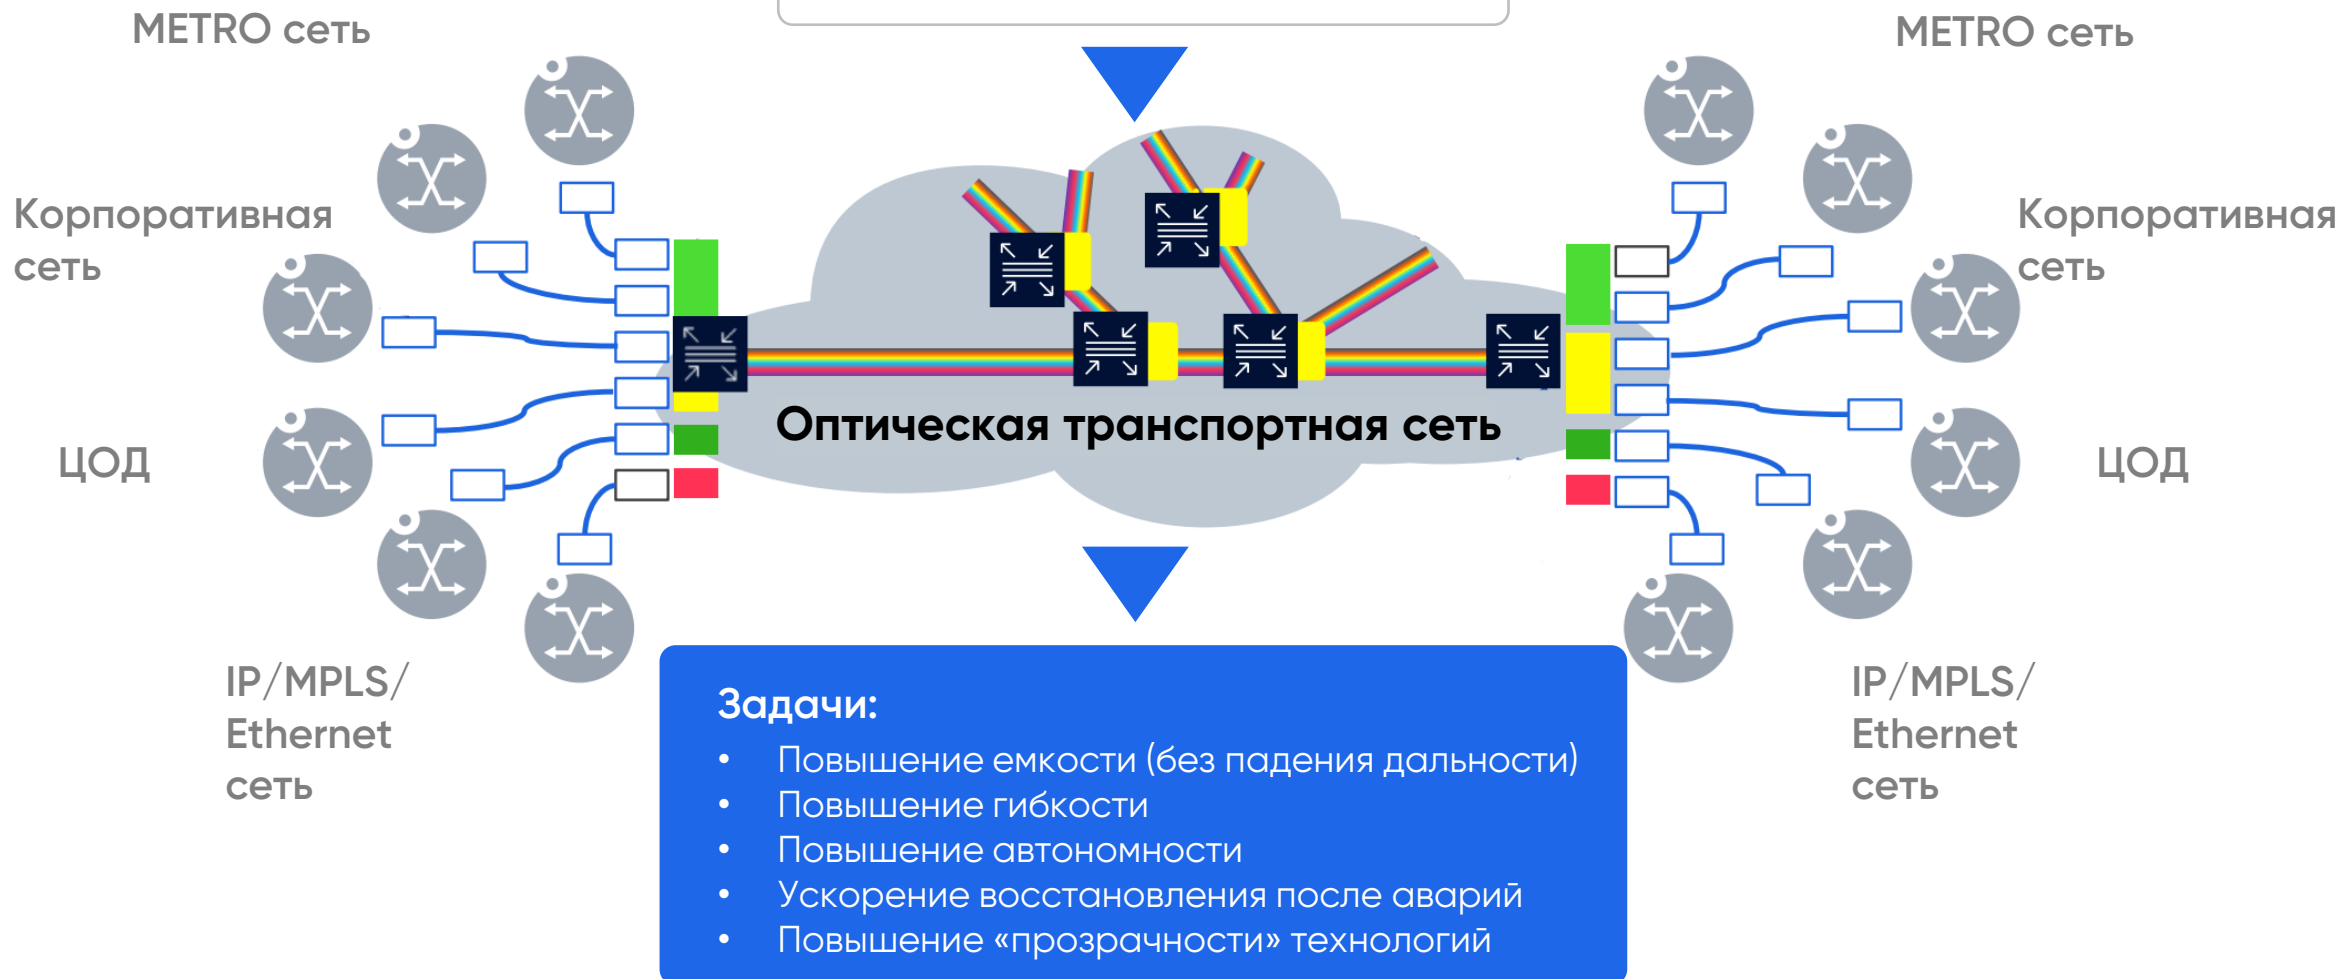 METRO сеть
METRO сеть
Корпоративная
сеть
Корпоративная
сеть
Оптическая транспортная сеть
ЦОД
ЦОД
IP/MPLS/
Ethernet
сеть
IP/MPLS/
Ethernet
сеть
Задачи:
• Повышение емкости (без падения дальности)
• Повышение гибкости
• Повышение автономности
• Ускорение восстановления после аварий
• Повышение «прозрачности» технологий